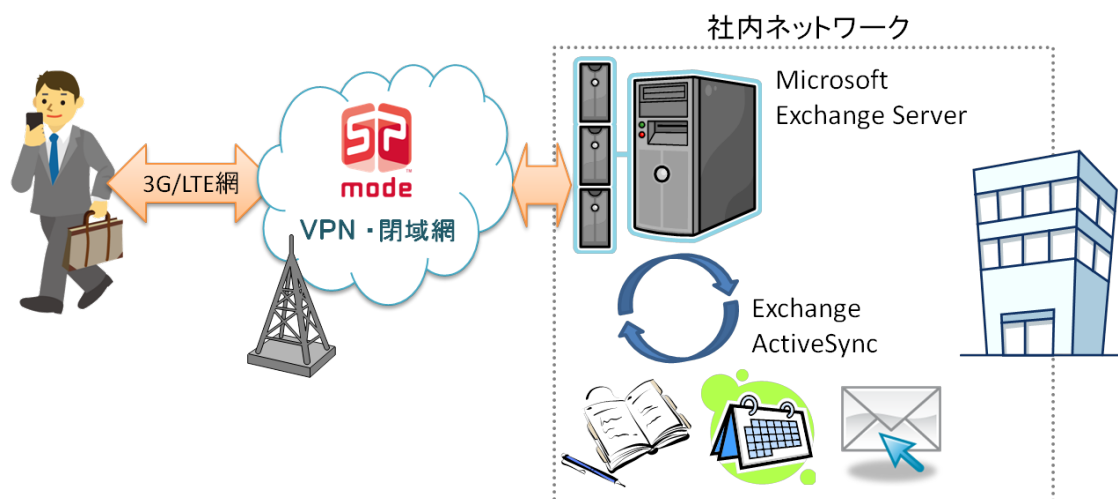 社内ネットワーク
Microsoft
Exchange Server
3G/LTE網
SP
mode
TM
VPN・閉域網
Exchange
ActiveSync